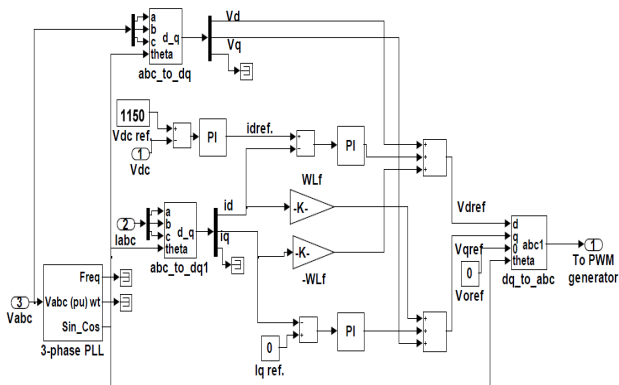 a
b
c
theta
d_q
abc_to_dq
Vd
Vq
1150
Vdc ref.
1
Vdc
+
-
PI
idref.
+
-
PI
+
+
+
WLf
-K-
-K-
-WLf
2
Iabc
a
b
c
theta
d_q
abc_to_dq1
id
iq
Vdref
d
q
0
theta
abc1
dq_to_abc
Vqref
0
Voref
1
To PWM
generator
3
Vabc
Freq
Vabc (pu) wt
Sin_Cos
3-phase PLL
0
Iq ref.
-
+
PI
+
+
+